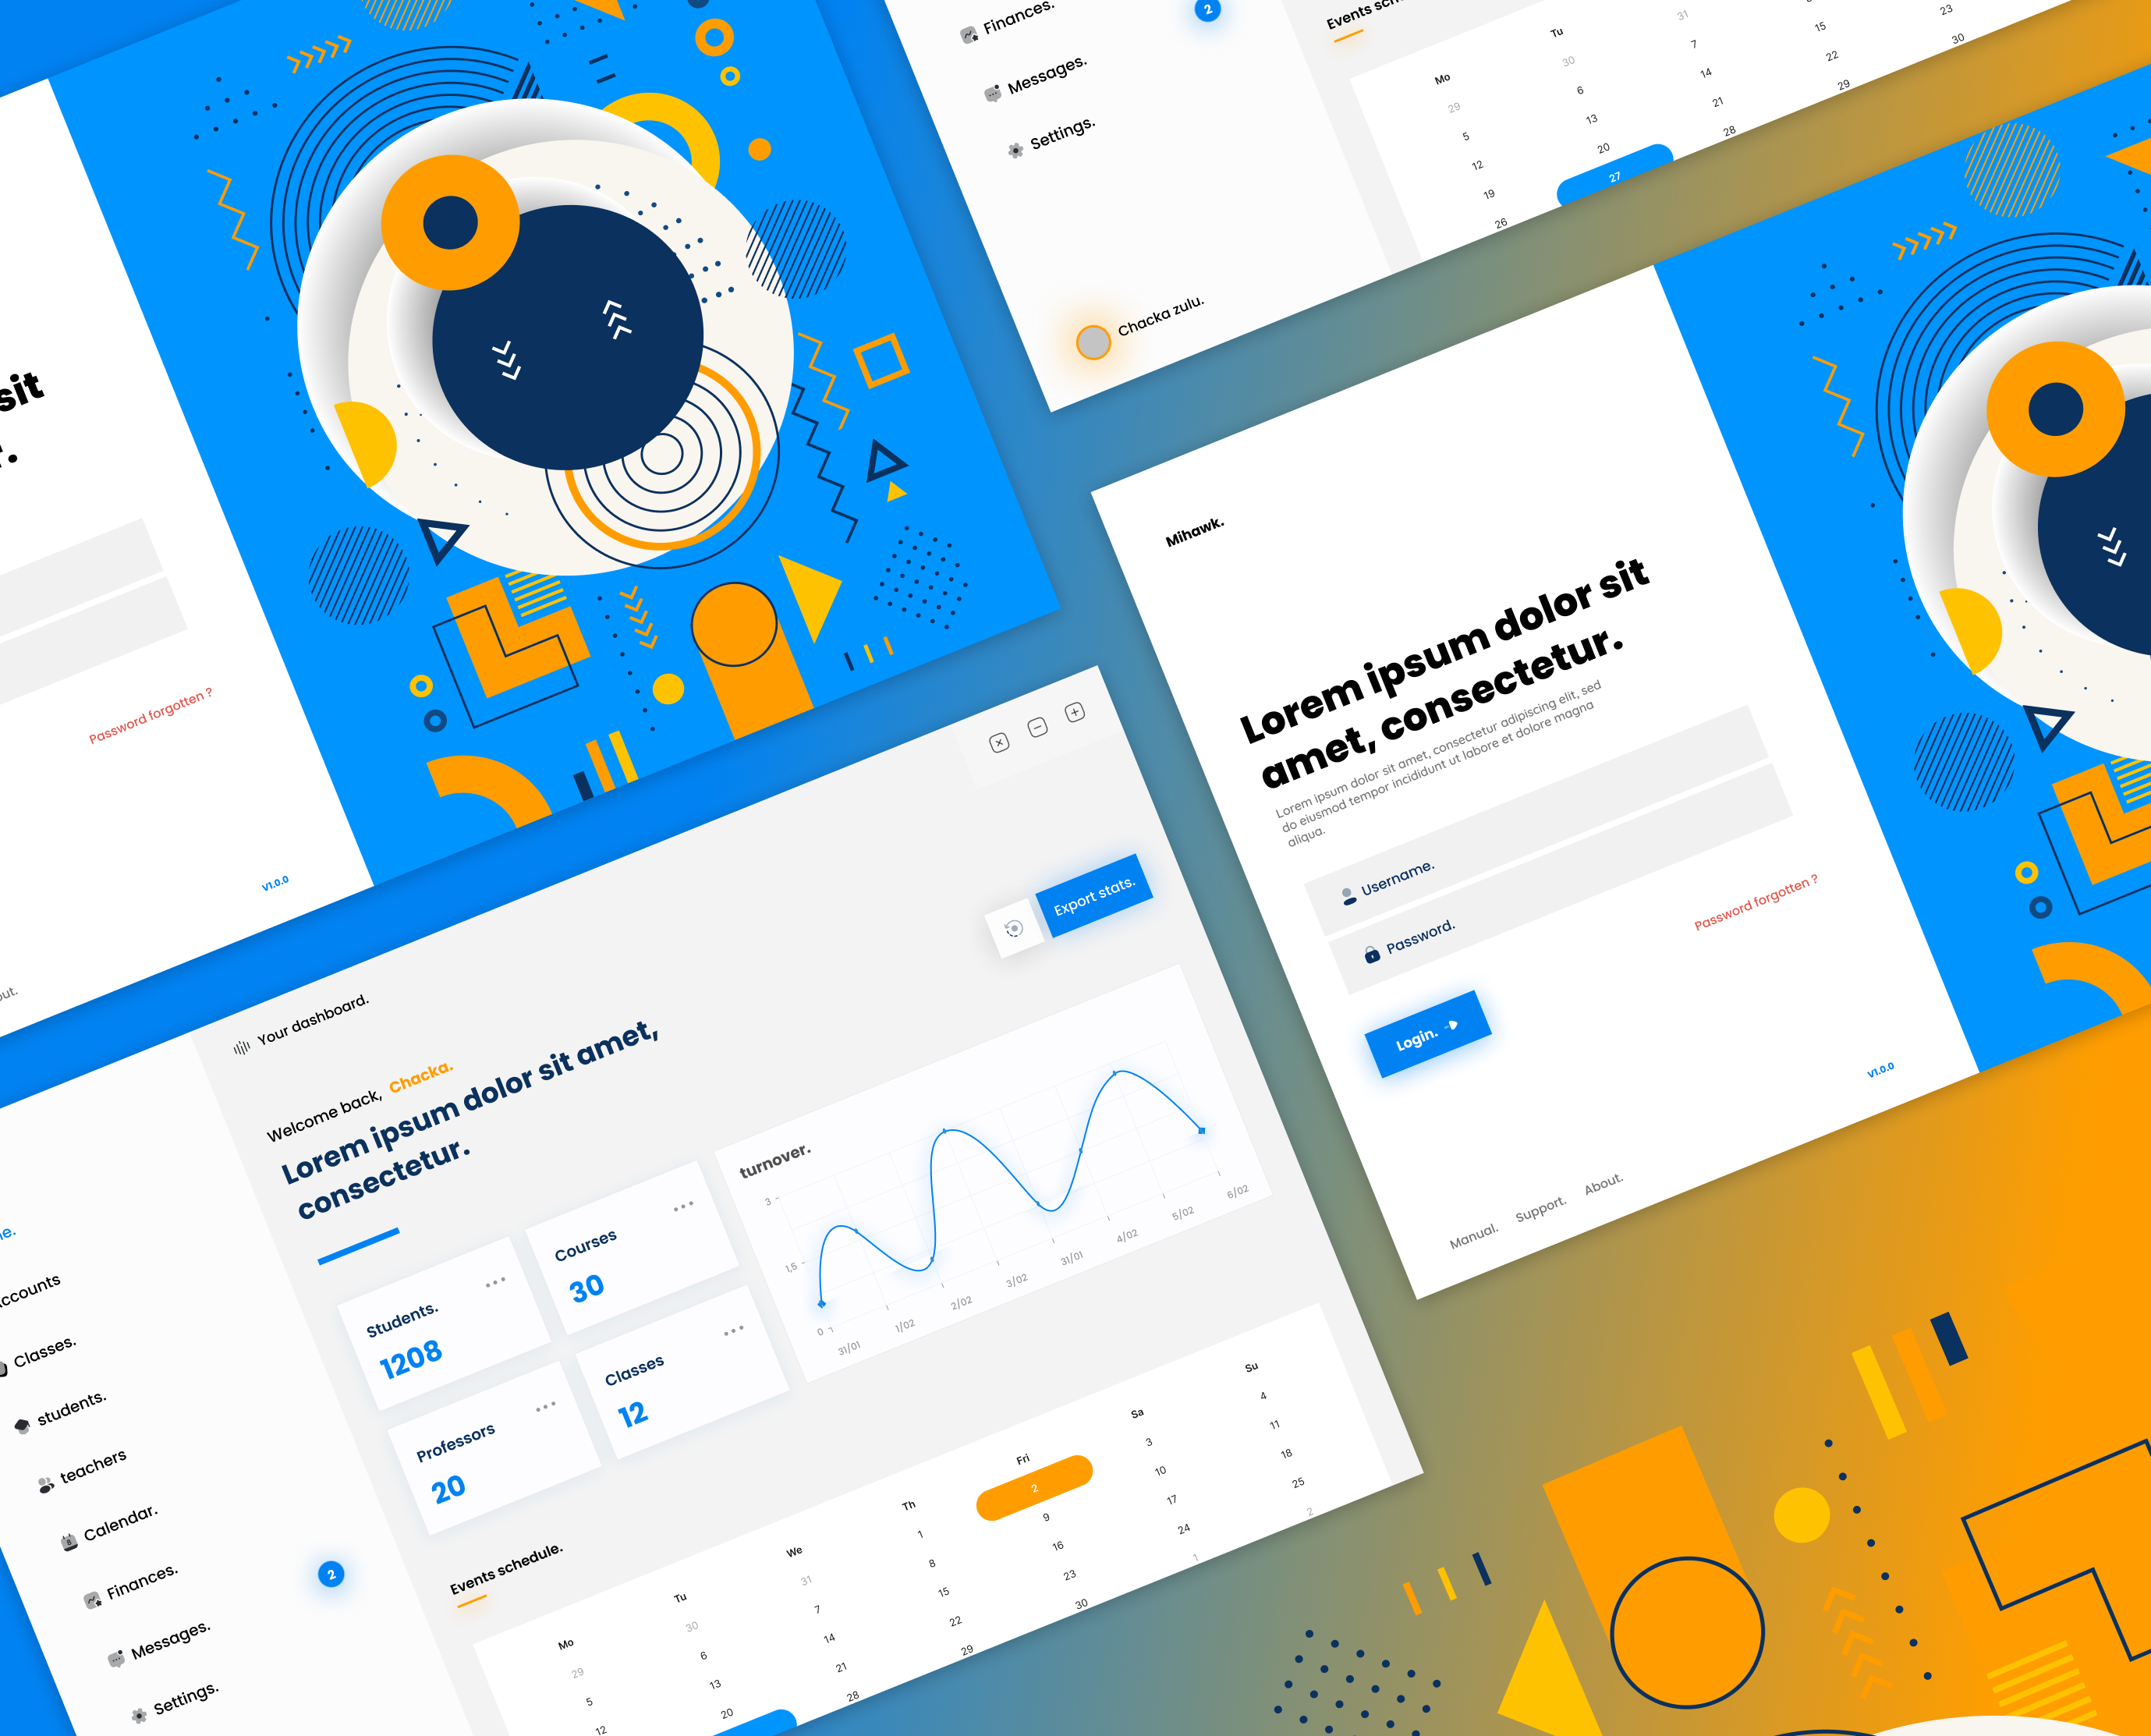 sit
r.
Password forgotten ?
V1.0.0
out.
Finances.
2
Messages.
Settings.
Chacka zulu.
Mo
Tu
29
30
31
5
6
7
15
23
12
13
14
22
30
19
20
21
29
26
27
28
Mihawk.
Lorem ipsum dolor sit
amet, consectetur.
Lorem ipsum dolor sit amet, consectetur adipiscing elit, sed
do eiusmod tempor incididunt ut labore et dolore magna
aliqua.
Username.
Password.
Password forgotten ?
Login.
V1.0.0
Manual. Support. About.
Your dashboard.
Export stats.
Welcome back, Chacka.
Lorem ipsum dolor sit amet,
consectetur.
Students.
1208
Courses
30
Professors
20
Classes
12
turnover.
3
1,5
0
31/01 1/02 2/02 3/02 31/01 4/02 5/02 6/02
Events schedule.
Mo Tu We Th Fri Sa Su
29 30 31 1 2 3 4
5 6 7 8 9 10 11
12 13 14 15 16 17 18
20 21 22 23 24 25
28 29 30 1 2
ccounts
Classes.
students.
teachers
Calendar.
Finances.
2
Messages.
Settings.